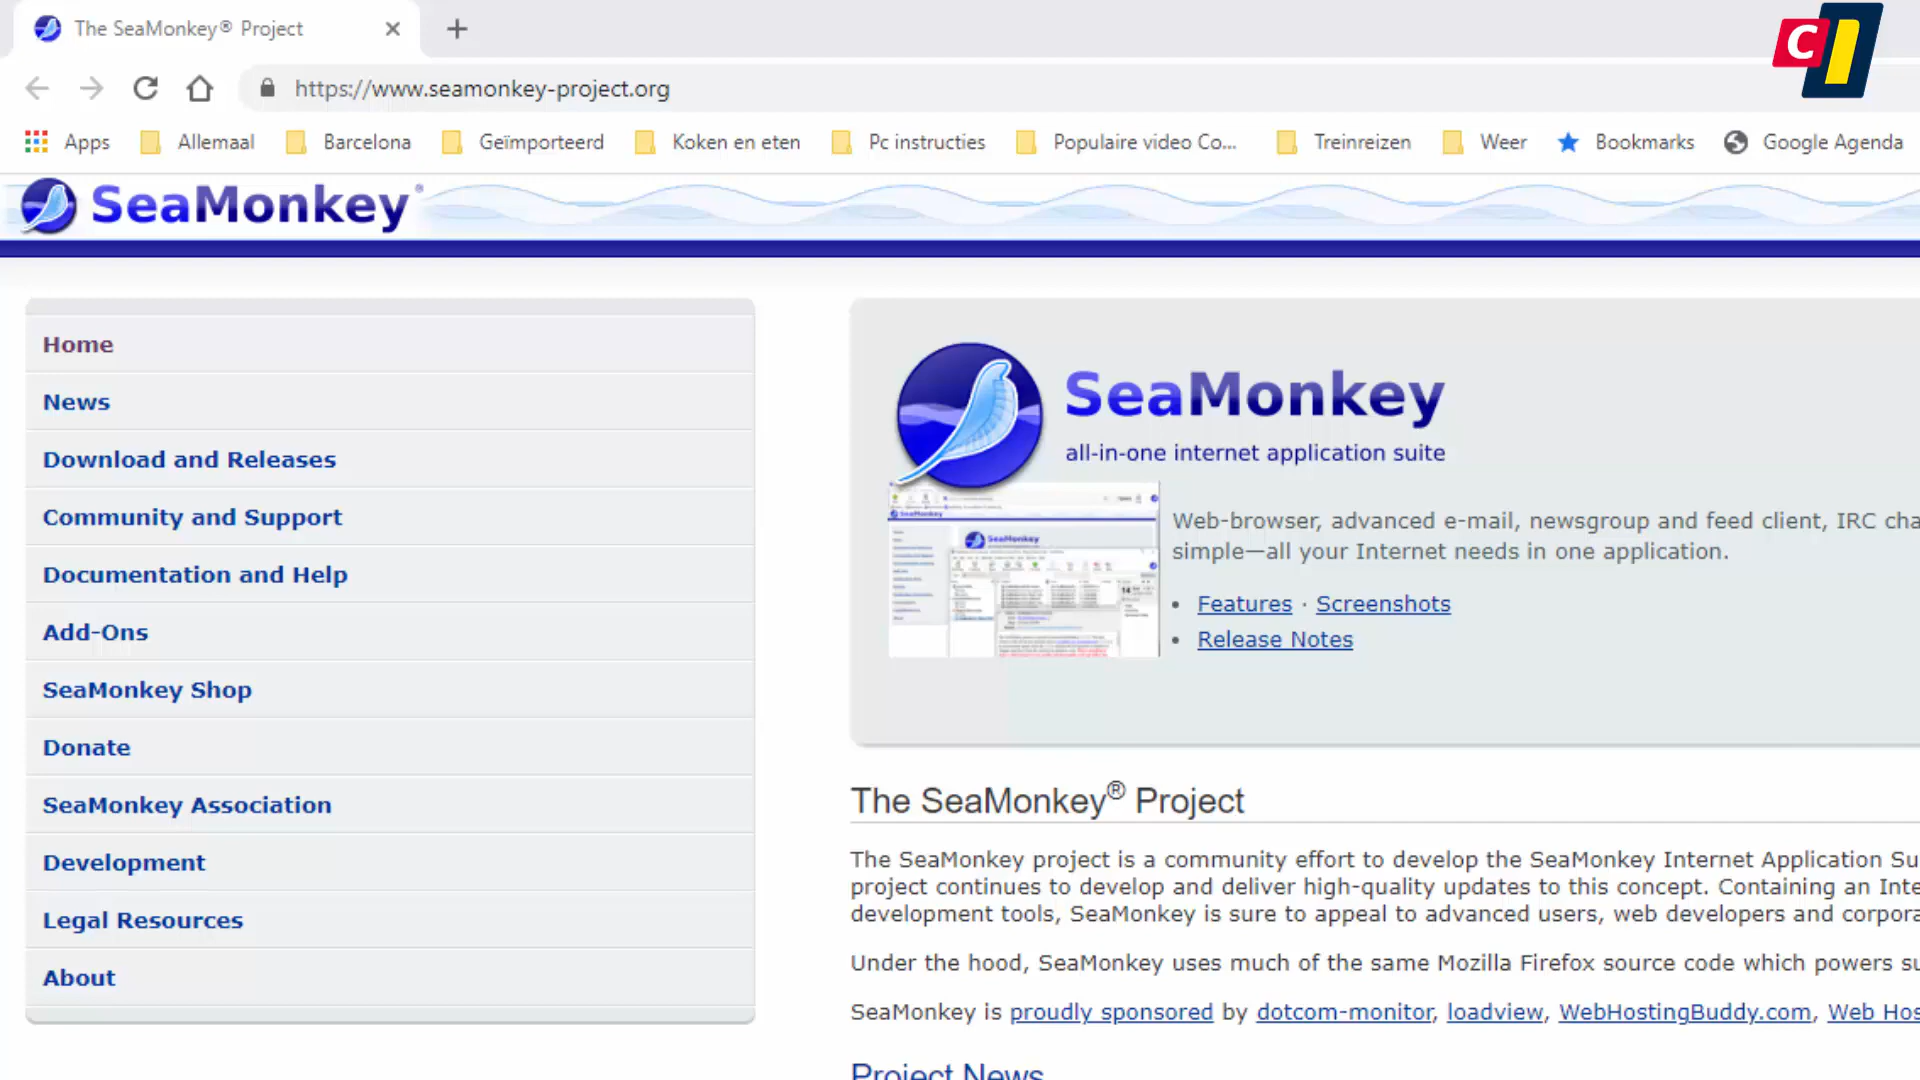 The SeaMonkey® Project
https://www.seamonkey-project.org
Apps Allemaal Barcelona Geïmporteerd Koken en eten Pc instructies Populaire video Co... Treinreizen Weer Bookmarks Google Agenda
CI
SeaMonkey®
Home
News
Download and Releases
Community and Support
Documentation and Help
Add-Ons
SeaMonkey Shop
Donate
SeaMonkey Association
Development
Legal Resources
About
SeaMonkey
all-in-one internet application suite
Web-browser, advanced e-mail, newsgroup and feed client, IRC cha
simple—all your Internet needs in one application.
• Features · Screenshots
• Release Notes
The SeaMonkey® Project
The SeaMonkey project is a community effort to develop the SeaMonkey Internet Application Su
project continues to develop and deliver high-quality updates to this concept. Containing an Inte
development tools, SeaMonkey is sure to appeal to advanced users, web developers and corpora
Under the hood, SeaMonkey uses much of the same Mozilla Firefox source code which powers su
SeaMonkey is proudly sponsored by dotcom-monitor, loadview, WebHostingBuddy.com, Web Hos
Project News